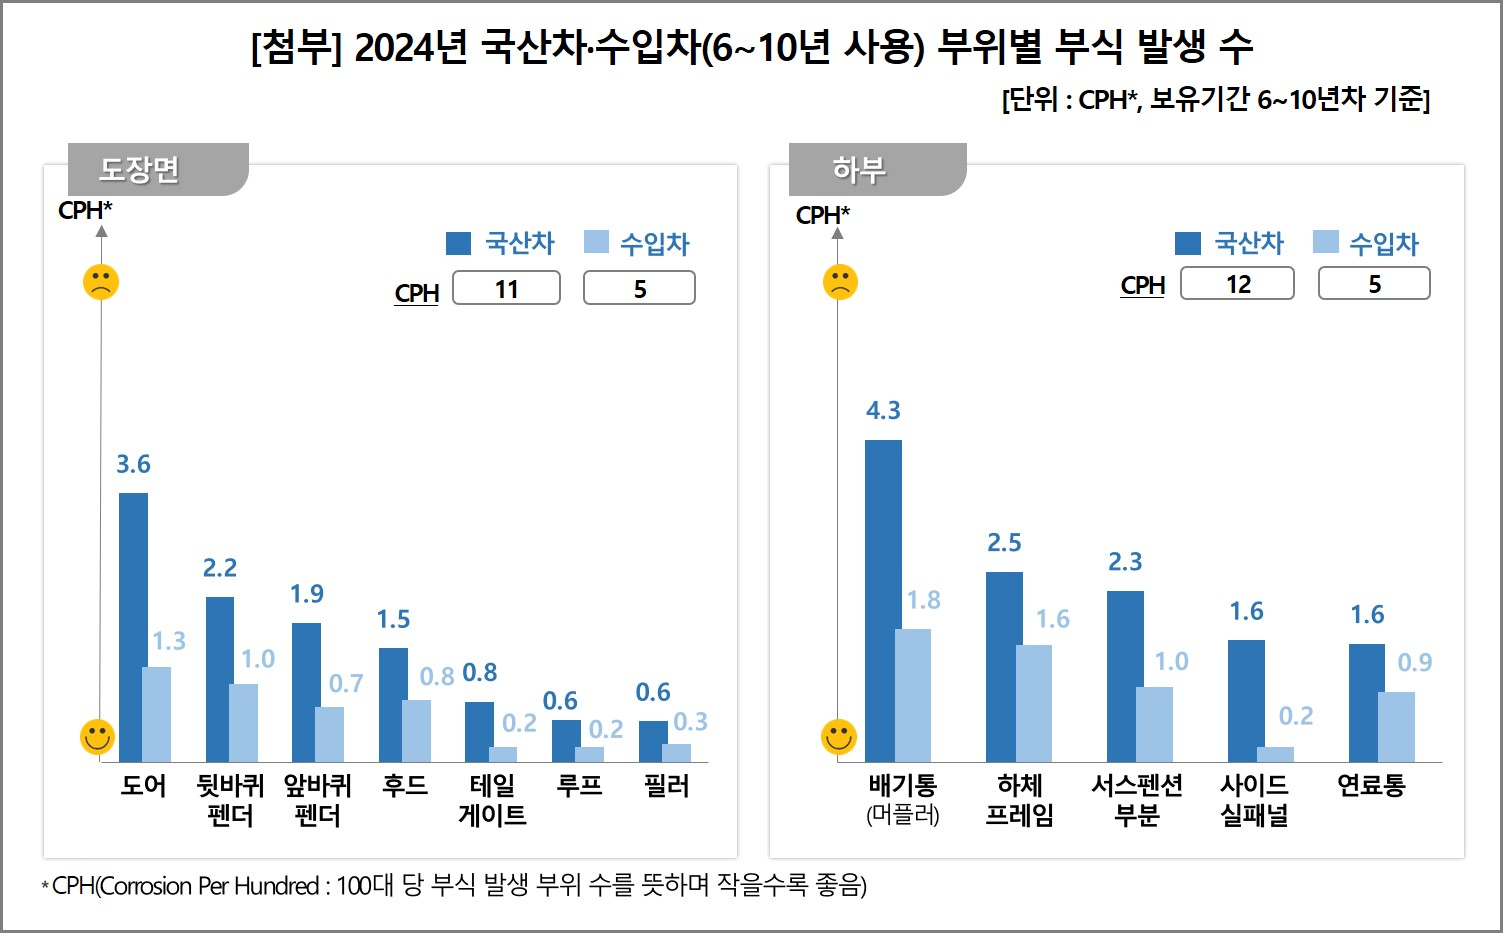 [첨부] 2024년 국산차·수입차(6~10년 사용) 부위별 부식 발생 수
[단위 : CPH*, 보유기간 6~10년차 기준]
도장면
CPH*
국산차 수입차
CPH 11 5
3.6
1.3
2.2
1.0
1.9
0.7
1.5
0.8
0.8
0.2
0.6
0.2
0.6
0.3
도어 뒷바퀴 앞바퀴 후드 테일 루프 필러
펜더 펜더 게이트
하부
CPH*
국산차 수입차
CPH 12 5
4.3
1.8
2.5
1.6
2.3
1.0
1.6
0.2
1.6
0.9
배기통 하체 서스펜션 사이드 연료통
(머플러) 프레임 부분 실패널
*CPH(Corrosion Per Hundred : 100대 당 부식 발생 부위 수를 뜻하며 작을수록 좋음)